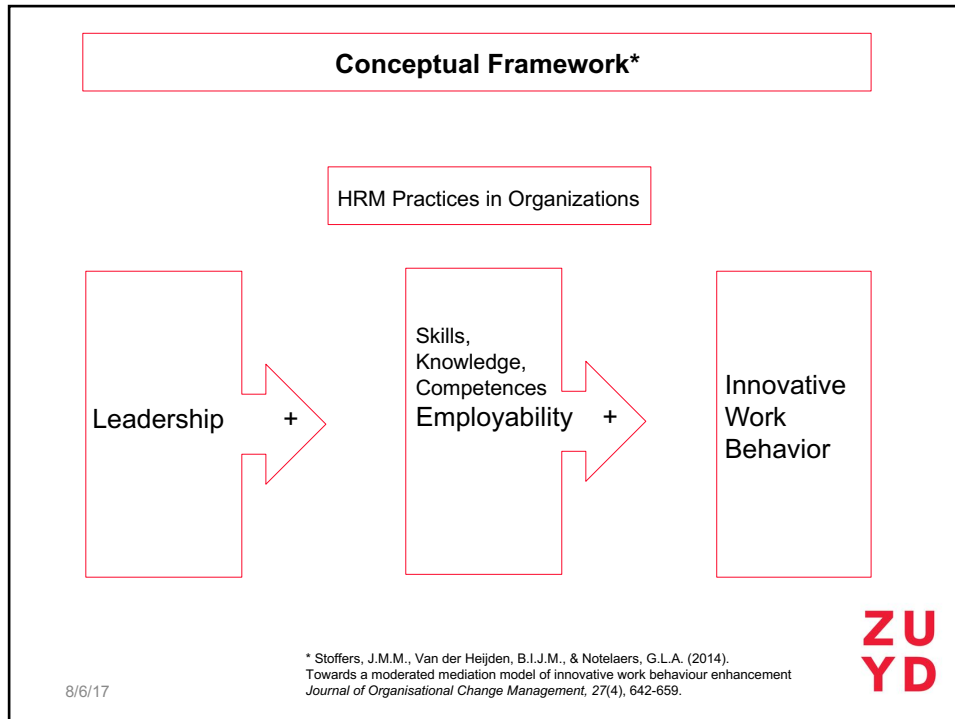 Conceptual Framework*
HRM Practices in Organizations
Leadership +
Skills,
Knowledge,
Competences
Employability +
Innovative
Work
Behavior
* Stoffers, J.M.M., Van der Heijden, B.I.J.M., & Notelaers, G.L.A. (2014).
Towards a moderated mediation model of innovative work behaviour enhancement
Journal of Organisational Change Management, 27(4), 642-659.
8/6/17
ZU
YD